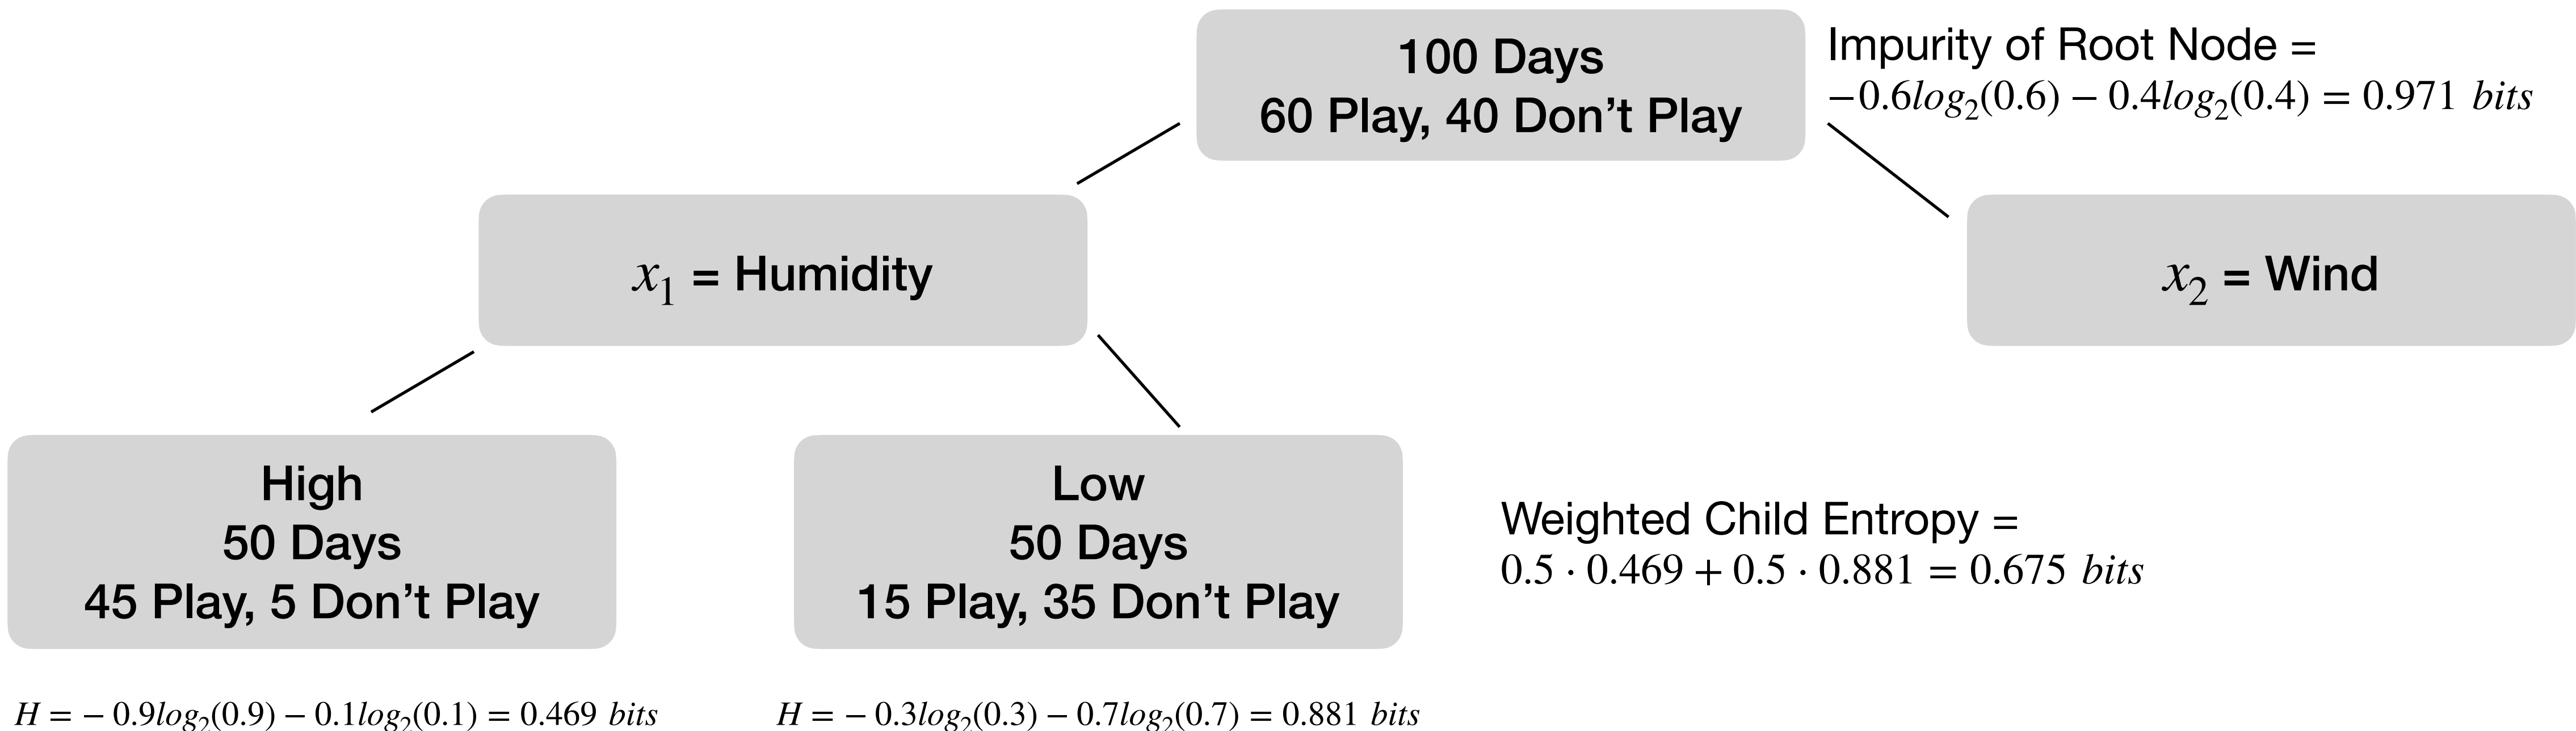 100 Days
60 Play, 40 Don’t Play
Impurity of Root Node =
−0.6log₂(0.6) − 0.4log₂(0.4) = 0.971 bits
x₁ = Humidity
x₂ = Wind
High
50 Days
45 Play, 5 Don’t Play
Low
50 Days
15 Play, 35 Don’t Play
Weighted Child Entropy =
0.5 · 0.469 + 0.5 · 0.881 = 0.675 bits
H = − 0.9log₂(0.9) − 0.1log₂(0.1) = 0.469 bits
H = − 0.3log₂(0.3) − 0.7log₂(0.7) = 0.881 bits